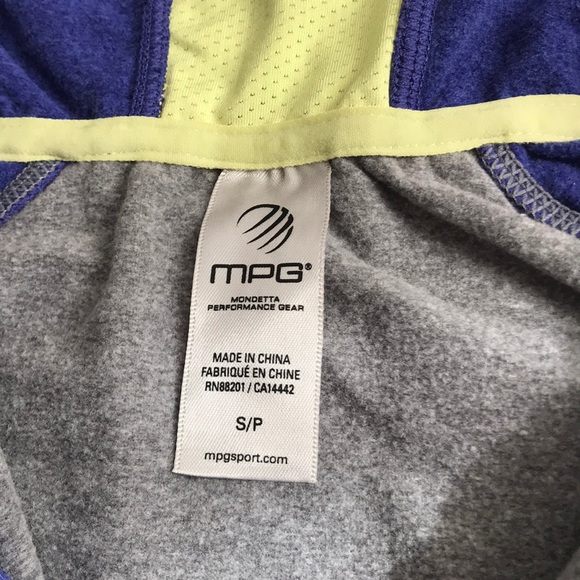 MPG®
MONDETTA
PERFORMANCE GEAR
MADE IN CHINA
FABRIQUÉ EN CHINE
RN88201 / CA14442
S/P
mpgsport.com